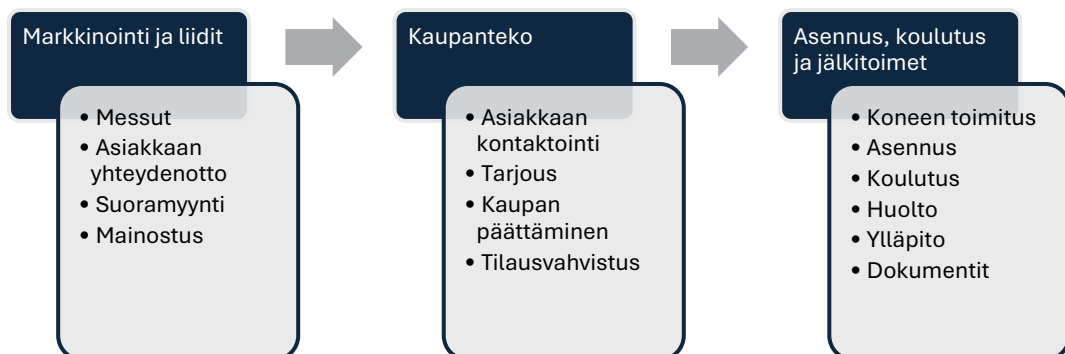 Markkinointi ja liidit
• Messut
• Asiakkaan
yhteydenotto
• Suoramyynti
• Mainostus
Kaupanteko
• Asiakkaan
kontaktointi
• Tarjous
• Kaupan
päättäminen
• Tilausvahvistus
Asennus, koulutus
ja jälkitoimet
• Koneen toimitus
• Asennus
• Koulutus
• Huolto
• Ylläpito
• Dokumentit